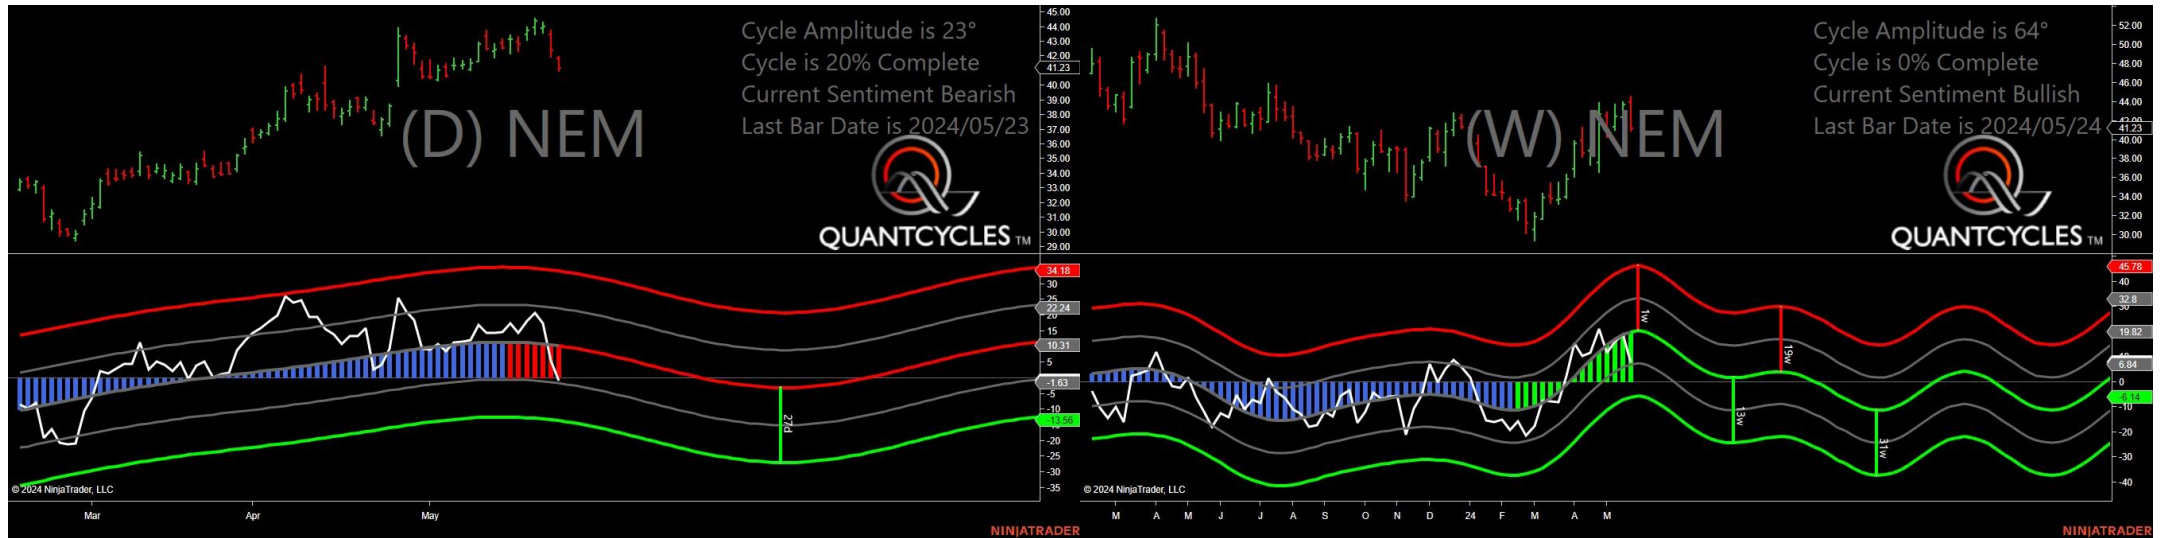 Cycle Amplitude is 23°
Cycle is 20% Complete
Current Sentiment Bearish
Last Bar Date is 2024/05/23
(D) NEM
QUANTCYCLES TM
45.00
44.00
43.00
42.00
41.23
40.00
39.00
38.00
37.00
36.00
35.00
34.00
33.00
32.00
31.00
30.00
29.00
34.18
30
25
22.24
20
15
10.31
5
-1.63
-5
-10
-13.56
-20
-25
-30
-35
27d
© 2024 NinjaTrader, LLC
Mar Apr May
NINJATRADER
Cycle Amplitude is 64°
Cycle is 0% Complete
Current Sentiment Bullish
Last Bar Date is 2024/05/24
(W) NEM
QUANTCYCLES TM
52.00
50.00
48.00
46.00
44.00
42.00
41.23
40.00
38.00
36.00
34.00
32.00
30.00
45.78
40
32.8
19.82
6.84
0
-6.14
-10
-20
-30
-40
1w
19w
13w
31w
© 2024 NinjaTrader, LLC
M A M J J A S O N D 24 F M A M
NINJATRADER